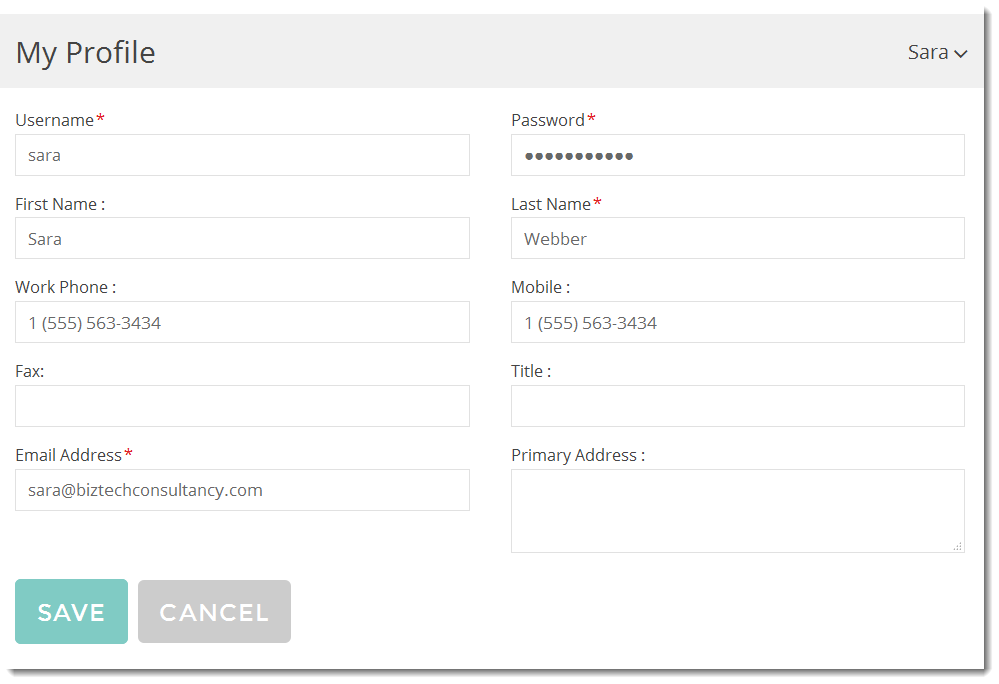 My Profile
Sara
Username*
Password*
sara
●●●●●●●●●●●
First Name :
Last Name*
Sara
Webber
Work Phone :
Mobile :
1 (555) 563-3434
1 (555) 563-3434
Fax:
Title :
Email Address*
Primary Address :
sara@biztechconsultancy.com
SAVE
CANCEL